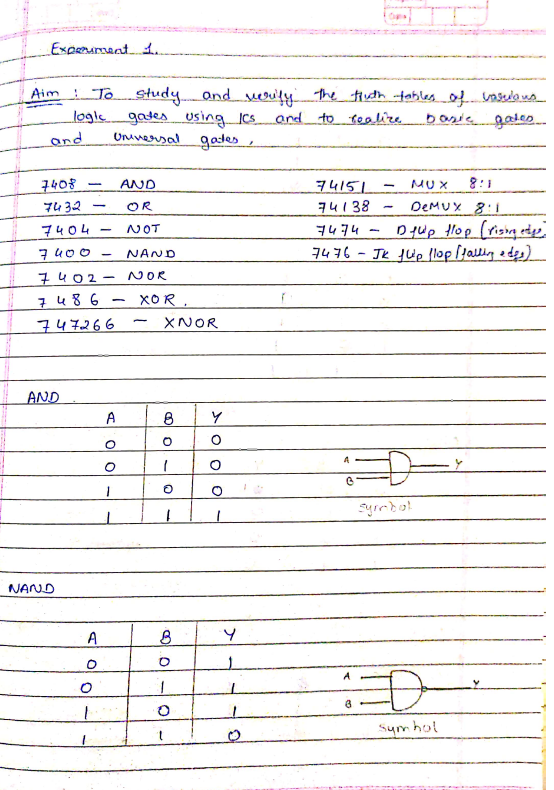 Experiment 1.
Aim : To study and verify the truth tables of various
logic gates using ICs and to realize basic gates
and Universal gates.
7408 — AND
7432 — OR
7404 — NOT
7400 — NAND
7402 — NOR
7486 — XOR.
747266 — XNOR
74151 — MUX 8:1
74138 — DeMUX 8:1
7474 — D flip flop (rising edge)
7476 — JK flip flop (falling edge)
AND
A B Y
0 0 0
0 1 0
1 0 0
1 1 1
A
Y
B
symbol
NAND
A B Y
0 0 1
0 1 1
1 0 1
1 1 0
A
Y
B
symbol